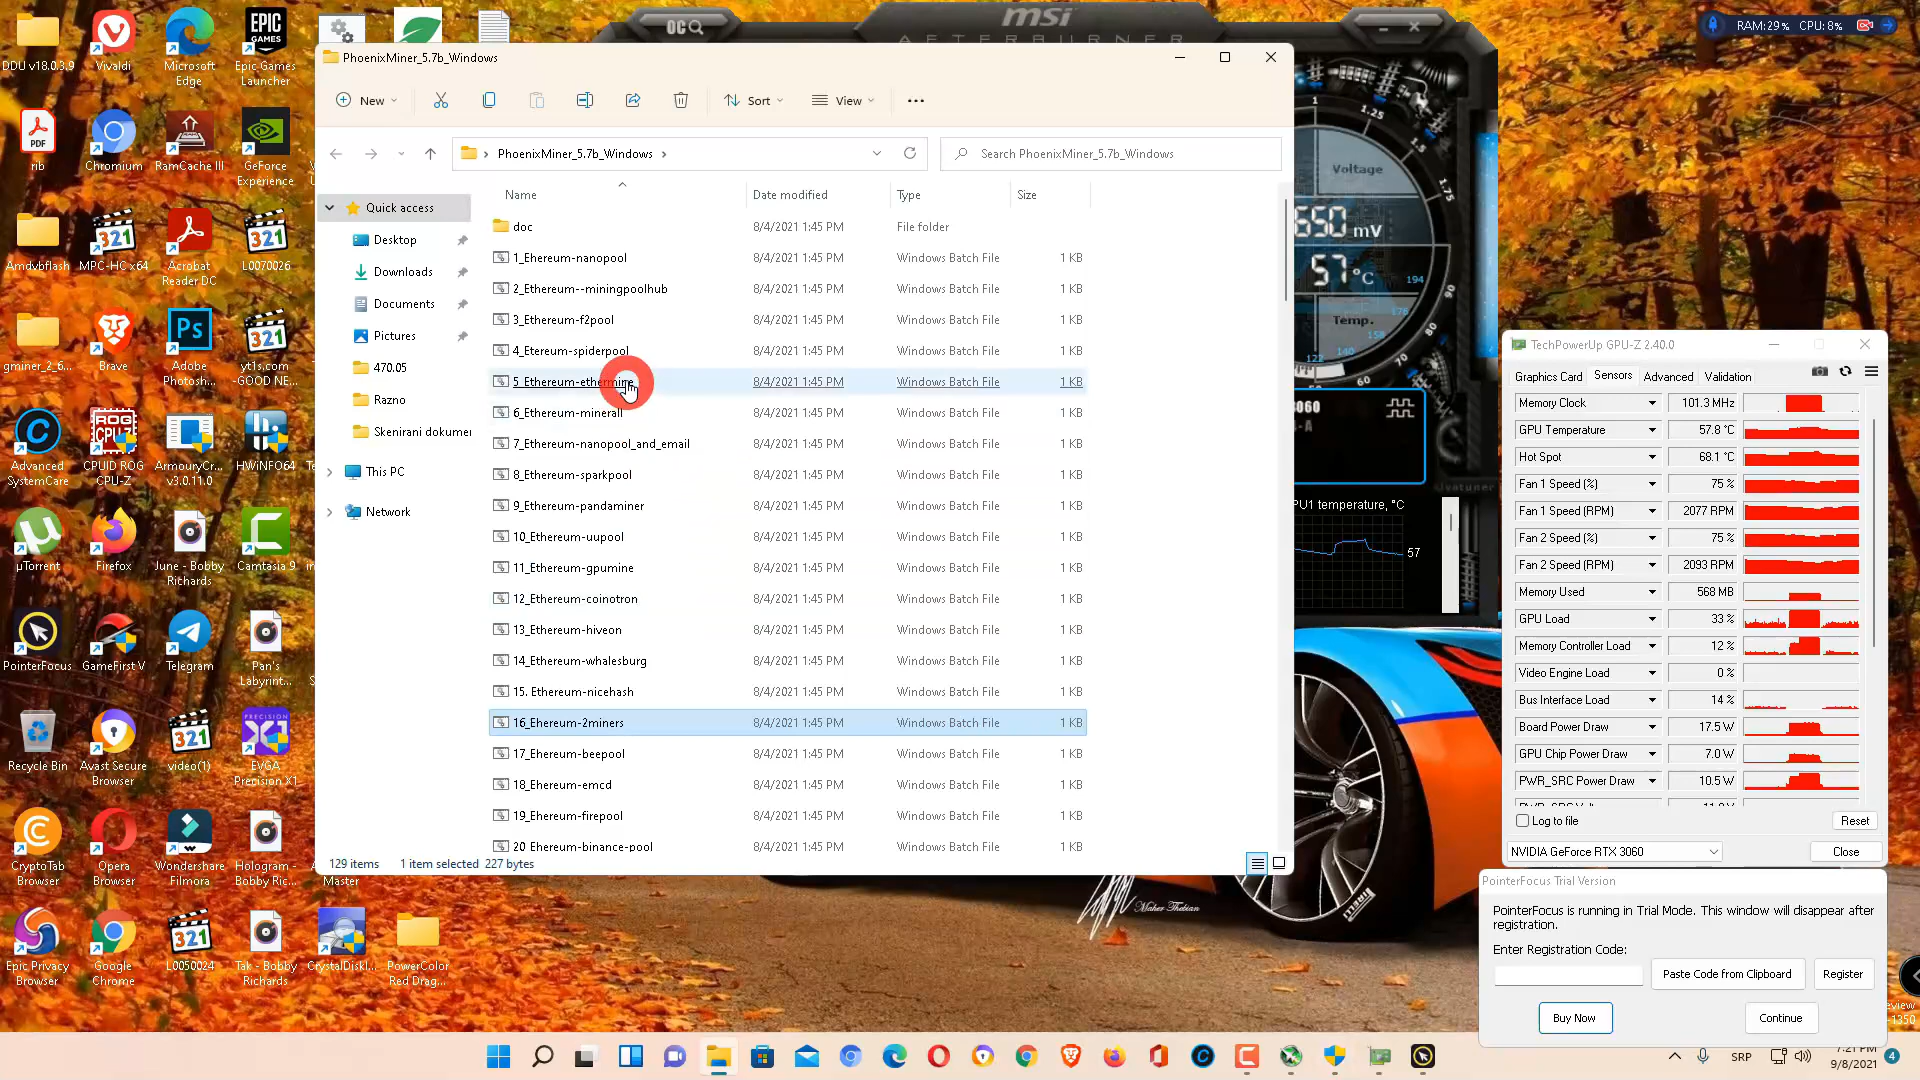 DDU v18.0.3.9
Vivaldi
Microsoft
Edge
Epic Games
Launcher
rib
Chromium
RamCache III
GeForce
Experience
Amdvbflash
MPC-HC x64
Acrobat
Reader DC
L0070026
gminer_2_6...
Brave
Adobe
Photosh...
yt1s.com
-GOOD NE...
Advanced
SystemCare
CPUID ROG
CPU-Z
ArmouryCr...
v3.0.11.0
HWiNFO64
µTorrent
Firefox
June - Bobby
Richards
Camtasia 9
PointerFocus
GameFirst V
Telegram
Pan's
Labyrint...
Recycle Bin
Avast Secure
Browser
video(1)
EVGA
Precision X1
CryptoTab
Browser
Opera
Browser
Wondershare
Filmora
Hologram -
Bobby Ric...
Master
Epic Privacy
Browser
Google
Chrome
L0050024
Tak - Bobby
Richards
CrystalDiskI...
PowerColor
Red Drag...
PhoenixMiner_5.7b_Windows
New
Sort
View
PhoenixMiner_5.7b_Windows
Search PhoenixMiner_5.7b_Windows
Quick access
Desktop
Downloads
Documents
Pictures
470.05
Razno
Skenirani dokumer
This PC
Network
Name Date modified Type Size
doc 8/4/2021 1:45 PM File folder
1_Ehereum-nanopool 8/4/2021 1:45 PM Windows Batch File 1 KB
2_Ethereum--miningpoolhub 8/4/2021 1:45 PM Windows Batch File 1 KB
3_Ethereum-f2pool 8/4/2021 1:45 PM Windows Batch File 1 KB
4_Etereum-spiderpool 8/4/2021 1:45 PM Windows Batch File 1 KB
5_Ethereum-ethermine 8/4/2021 1:45 PM Windows Batch File 1 KB
6_Ethereum-minerall 8/4/2021 1:45 PM Windows Batch File 1 KB
7_Ethereum-nanopool_and_email 8/4/2021 1:45 PM Windows Batch File 1 KB
8_Ethereum-sparkpool 8/4/2021 1:45 PM Windows Batch File 1 KB
9_Ethereum-pandaminer 8/4/2021 1:45 PM Windows Batch File 1 KB
10_Ethereum-uupool 8/4/2021 1:45 PM Windows Batch File 1 KB
11_Ethereum-gpumine 8/4/2021 1:45 PM Windows Batch File 1 KB
12_Ethereum-coinotron 8/4/2021 1:45 PM Windows Batch File 1 KB
13_Ethereum-hiveon 8/4/2021 1:45 PM Windows Batch File 1 KB
14_Ethereum-whalesburg 8/4/2021 1:45 PM Windows Batch File 1 KB
15. Ethereum-nicehash 8/4/2021 1:45 PM Windows Batch File 1 KB
16_Ehereum-2miners 8/4/2021 1:45 PM Windows Batch File 1 KB
17_Ehereum-beepool 8/4/2021 1:45 PM Windows Batch File 1 KB
18_Ehereum-emcd 8/4/2021 1:45 PM Windows Batch File 1 KB
19_Ehereum-firepool 8/4/2021 1:45 PM Windows Batch File 1 KB
20 Ehereum-binance-pool 8/4/2021 1:45 PM Windows Batch File 1 KB
129 items 1 item selected 227 bytes
OC
msi
AFTERBURNER
Voltage
650 mV
57 °C
Temp.
PU1 temperature, °C
57
PIRELLI
Maher Thebian
RAM:29% CPU: 8%
TechPowerUp GPU-Z 2.40.0
Graphics Card Sensors Advanced Validation
Memory Clock 101.3 MHz
GPU Temperature 57.8 °C
Hot Spot 68.1 °C
Fan 1 Speed (%) 75 %
Fan 1 Speed (RPM) 2077 RPM
Fan 2 Speed (%) 75 %
Fan 2 Speed (RPM) 2093 RPM
Memory Used 568 MB
GPU Load 33 %
Memory Controller Load 12 %
Video Engine Load 0 %
Bus Interface Load 14 %
Board Power Draw 17.5 W
GPU Chip Power Draw 7.0 W
PWR_SRC Power Draw 10.5 W
Log to file Reset
NVIDIA GeForce RTX 3060 Close
PointerFocus Trial Version
PointerFocus is running in Trial Mode. This window will disappear after
registration.
Enter Registration Code:
Paste Code from Clipboard Register
Buy Now Continue
SRP
7:21 PM
9/8/2021
4